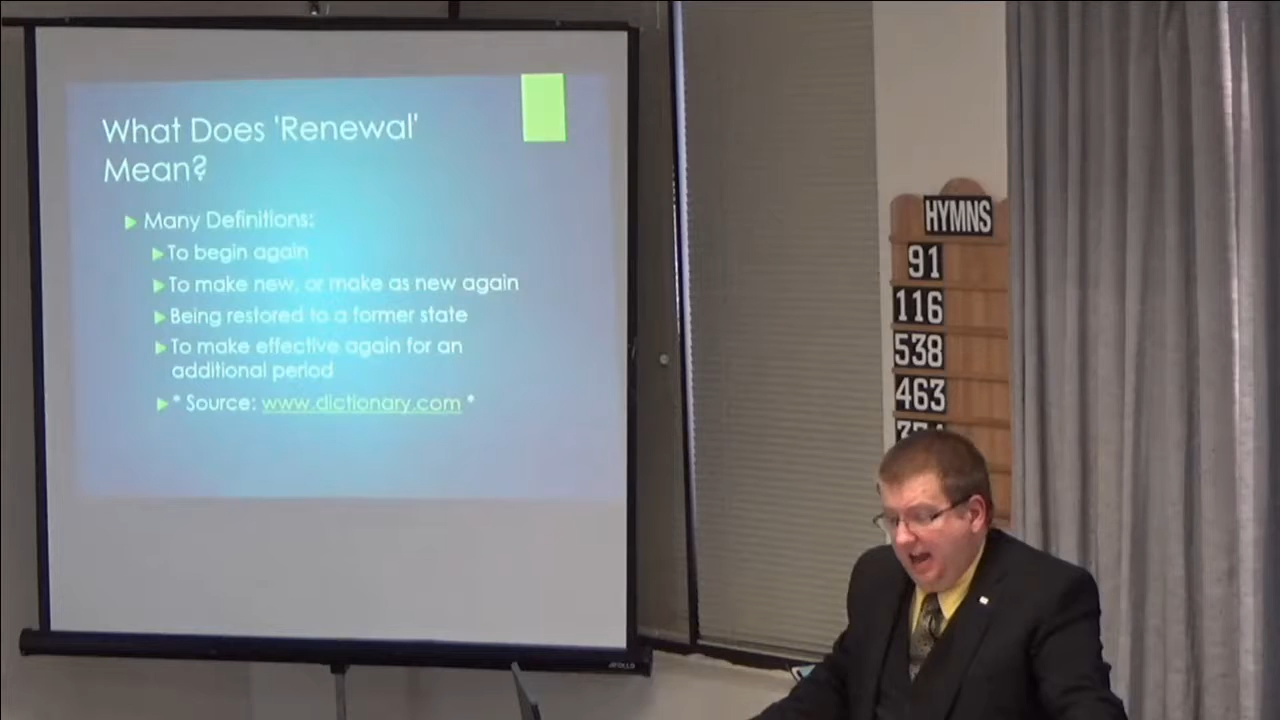 What Does 'Renewal'
Mean?
Many Definitions:
To begin again
To make new, or make as new again
Being restored to a former state
To make effective again for an
additional period
* Source: www.dictionary.com *
HYMNS
91
116
538
463
APOLLO